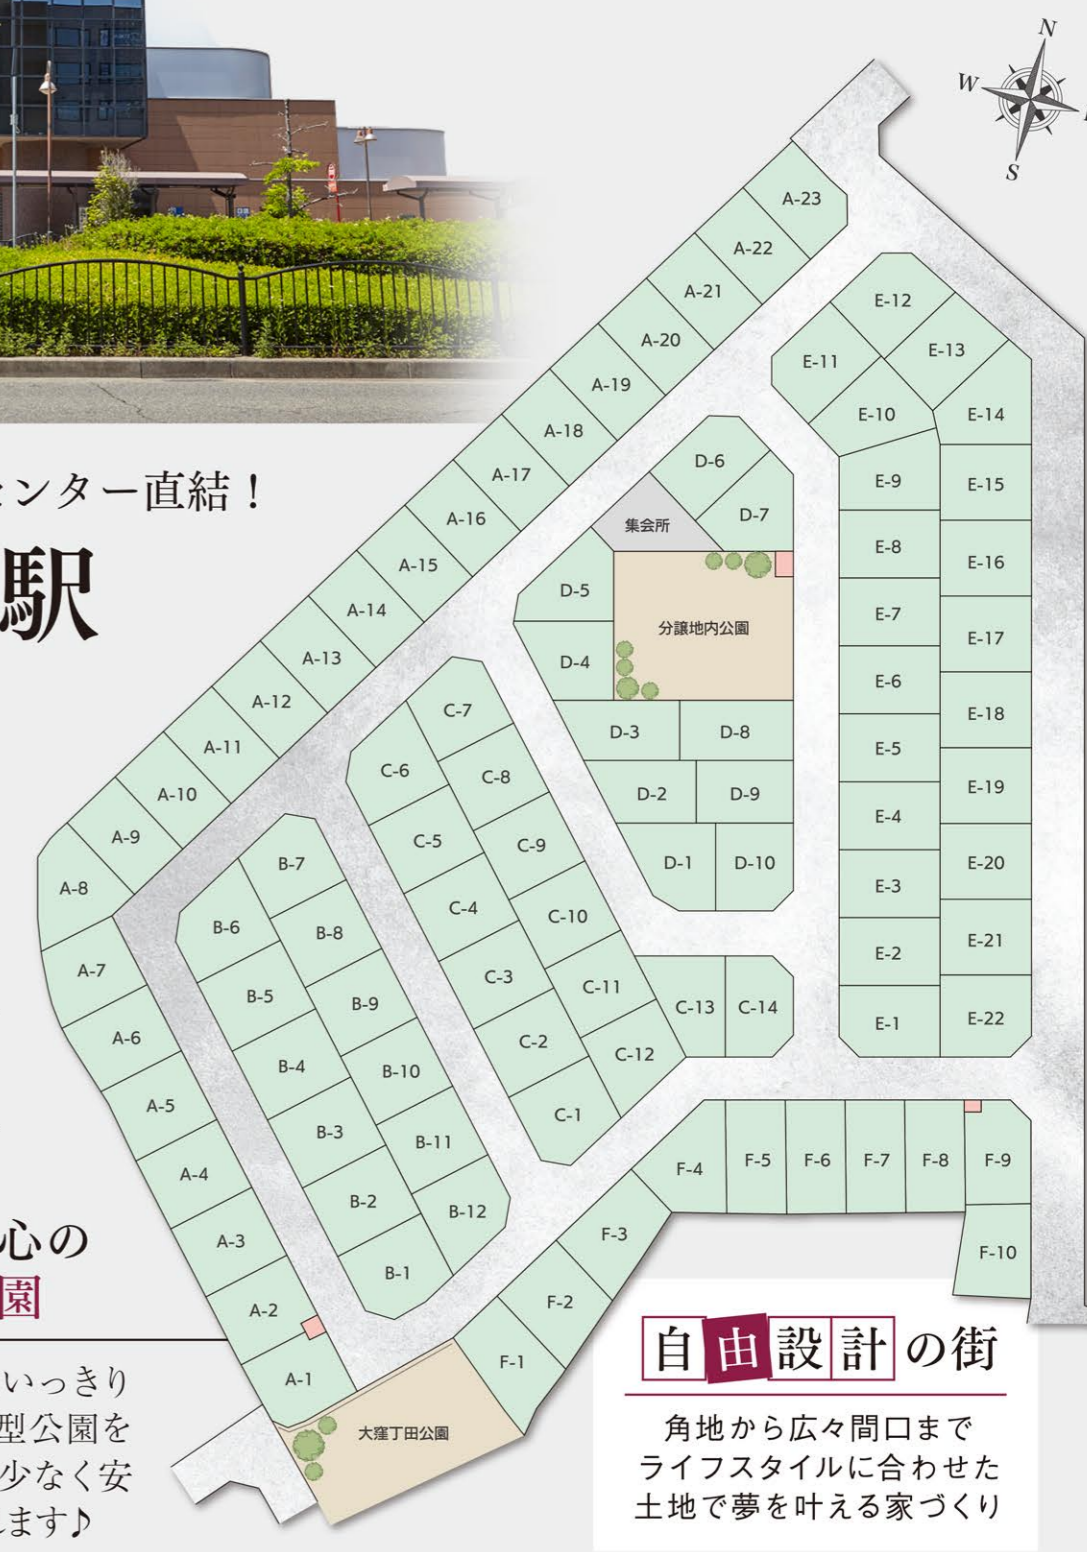 N
W
S
センター直結！
駅
心の
園
いっきり
型公園を
少なく安
れます♪
A-23
A-22
A-21
A-20
A-19
A-18
A-17
A-16
A-15
A-14
A-13
A-12
A-11
A-10
A-9
A-8
A-7
A-6
A-5
A-4
A-3
A-2
A-1
B-7
B-6
B-8
B-5
B-9
B-4
B-10
B-3
B-11
B-2
B-12
B-1
C-7
C-6
C-8
C-5
C-9
C-4
C-10
C-3
C-11
C-2
C-12
C-1
C-13
C-14
D-6
D-7
集会所
D-5
分譲地内公園
D-4
D-3
D-8
D-2
D-9
D-1
D-10
E-12
E-11
E-13
E-10
E-14
E-9
E-15
E-8
E-16
E-7
E-17
E-6
E-18
E-5
E-19
E-4
E-20
E-3
E-21
E-2
E-22
E-1
F-4
F-5
F-6
F-7
F-8
F-9
F-10
F-3
F-2
F-1
大窪丁田公園
自由設計の街
角地から広々間口まで
ライフスタイルに合わせた
土地で夢を叶える家づくり